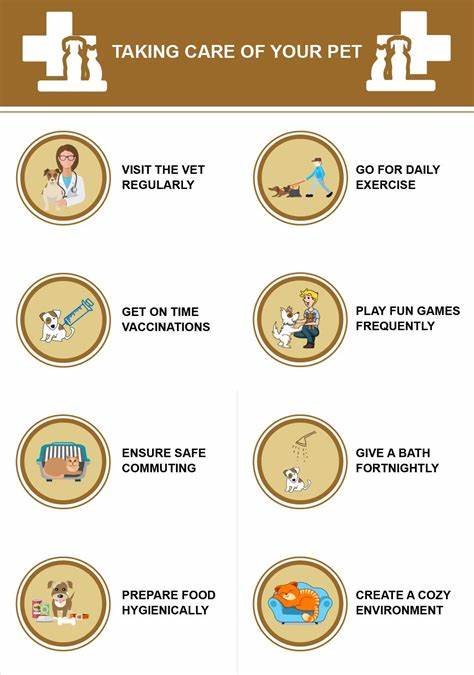 TAKING CARE OF YOUR PET
VISIT THE VET
REGULARLY
GO FOR DAILY
EXERCISE
GET ON TIME
VACCINATIONS
PLAY FUN GAMES
FREQUENTLY
ENSURE SAFE
COMMUTING
GIVE A BATH
FORTNIGHTLY
PREPARE FOOD
HYGIENICALLY
CREATE A COZY
ENVIRONMENT